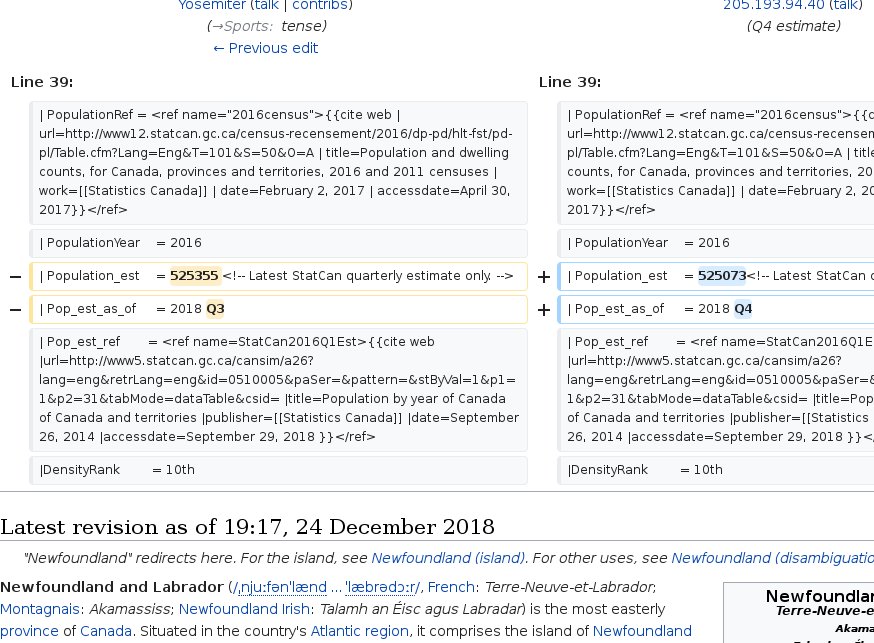 Yosemiter (talk | contribs)
(→Sports: tense)
← Previous edit
205.193.94.40 (talk)
(Q4 estimate)
Line 39:
| PopulationRef = <ref name="2016census">{{cite web |
url=http://www12.statcan.gc.ca/census-recensement/2016/dp-pd/hlt-fst/pd-
pl/Table.cfm?Lang=Eng&T=101&S=50&O=A | title=Population and dwelling
counts, for Canada, provinces and territories, 2016 and 2011 censuses |
work=[[Statistics Canada]] | date=February 2, 2017 | accessdate=April 30,
2017}}</ref>
| PopulationYear = 2016
− | Population_est = 525355 <!-- Latest StatCan quarterly estimate only. -->
− | Pop_est_as_of = 2018 Q3
| Pop_est_ref = <ref name=StatCan2016Q1Est>{{cite web
|url=http://www5.statcan.gc.ca/cansim/a26?
lang=eng&retrLang=eng&id=0510005&paSer=&pattern=&stByVal=1&p1=
1&p2=31&tabMode=dataTable&csid= |title=Population by year of Canada
of Canada and territories |publisher=[[Statistics Canada]] |date=September
26, 2014 |accessdate=September 29, 2018 }}</ref>
|DensityRank = 10th
Line 39:
| PopulationRef = <ref name="2016census">{{c
url=http://www12.statcan.gc.ca/census-recensem
pl/Table.cfm?Lang=Eng&T=101&S=50&O=A | title
counts, for Canada, provinces and territories, 20
work=[[Statistics Canada]] | date=February 2, 20
2017}}</ref>
| PopulationYear = 2016
+ | Population_est = 525073<!-- Latest StatCan
+ | Pop_est_as_of = 2018 Q4
| Pop_est_ref = <ref name=StatCan2016Q1E
|url=http://www5.statcan.gc.ca/cansim/a26?
lang=eng&retrLang=eng&id=0510005&paSer=&
1&p2=31&tabMode=dataTable&csid= |title=Pop
of Canada and territories |publisher=[[Statistics
26, 2014 |accessdate=September 29, 2018 }}<
|DensityRank = 10th
Latest revision as of 19:17, 24 December 2018
"Newfoundland" redirects here. For the island, see Newfoundland (island). For other uses, see Newfoundland (disambiguatio
Newfoundland and Labrador (/ˌnjuːfənˈlænd ... ˈlæbrədɔːr/, French: Terre-Neuve-et-Labrador;
Montagnais: Akamassiss; Newfoundland Irish: Talamh an Éisc agus Labradar) is the most easterly
province of Canada. Situated in the country's Atlantic region, it comprises the island of Newfoundland
Newfoundlan
Terre-Neuve-e
Akama